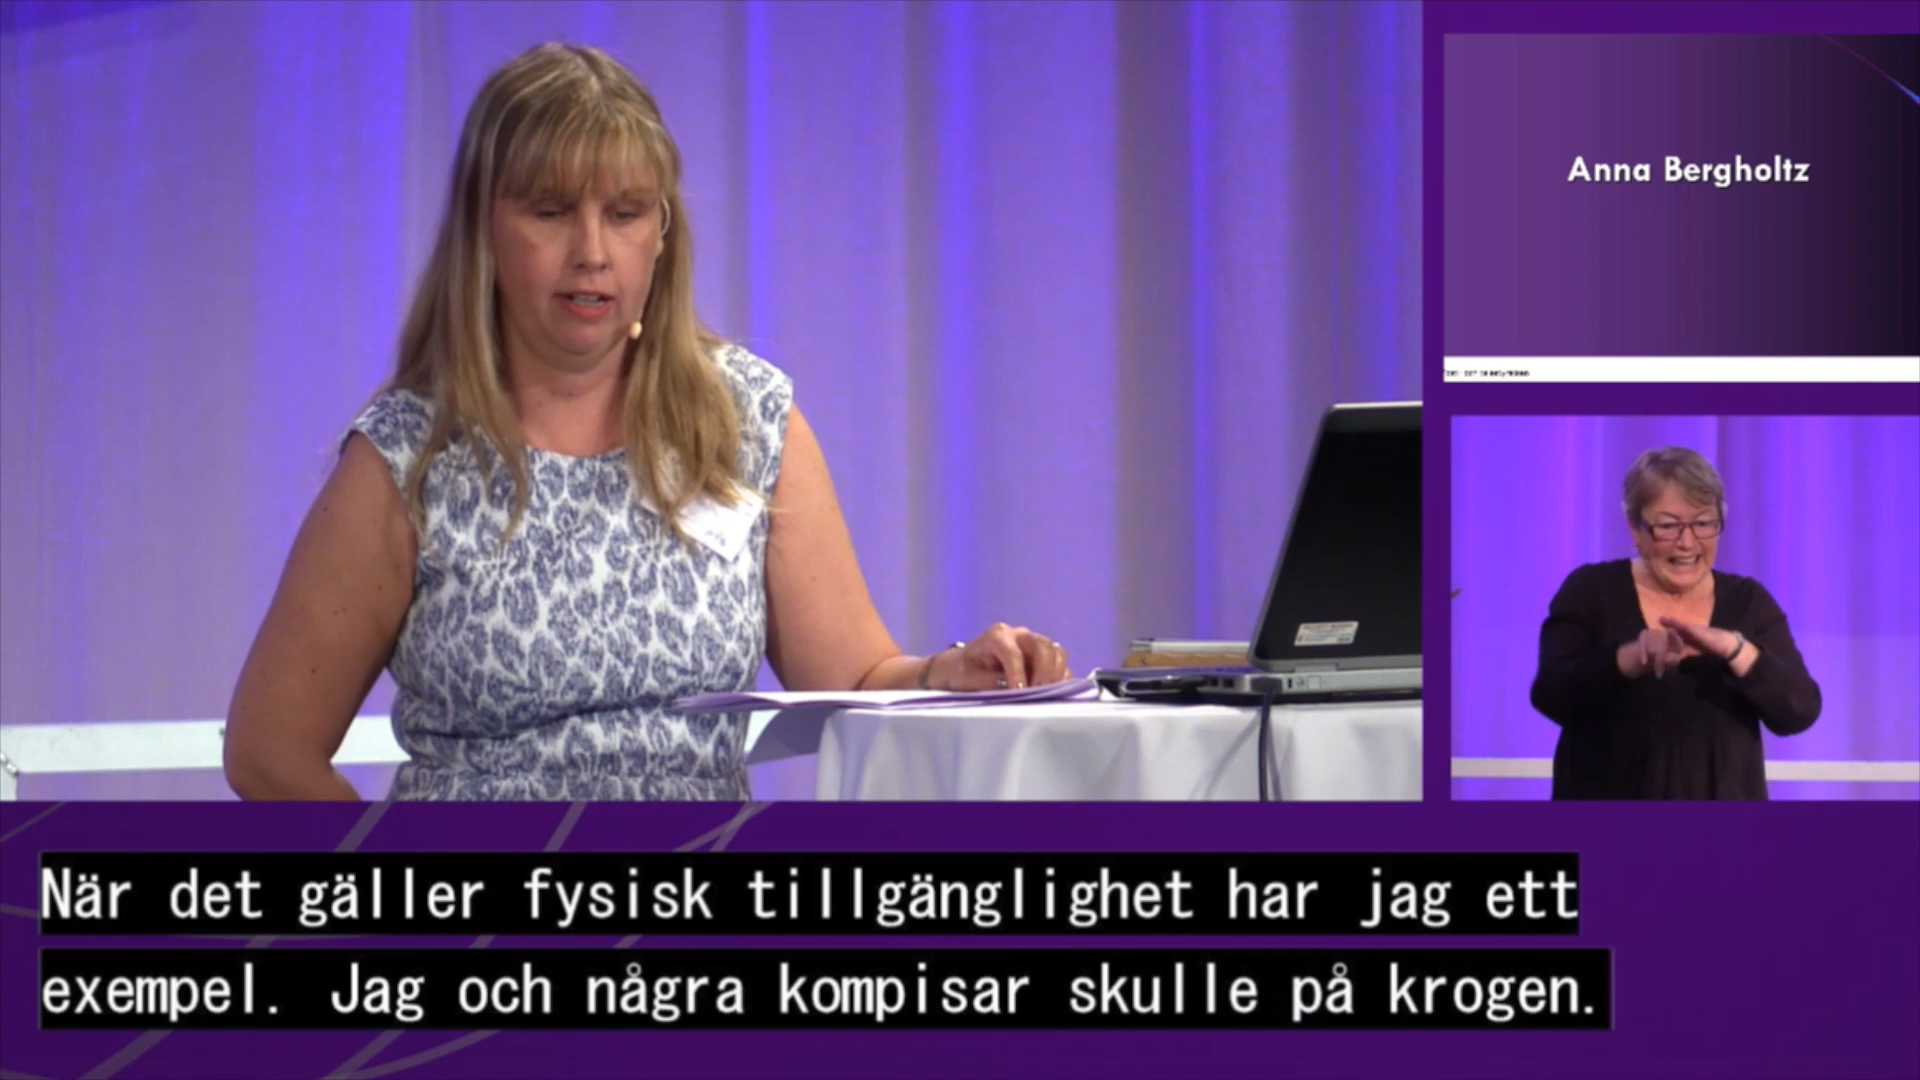 Anna Bergholtz
När det gäller fysisk tillgänglighet har jag ett
exempel. Jag och några kompisar skulle på krogen.